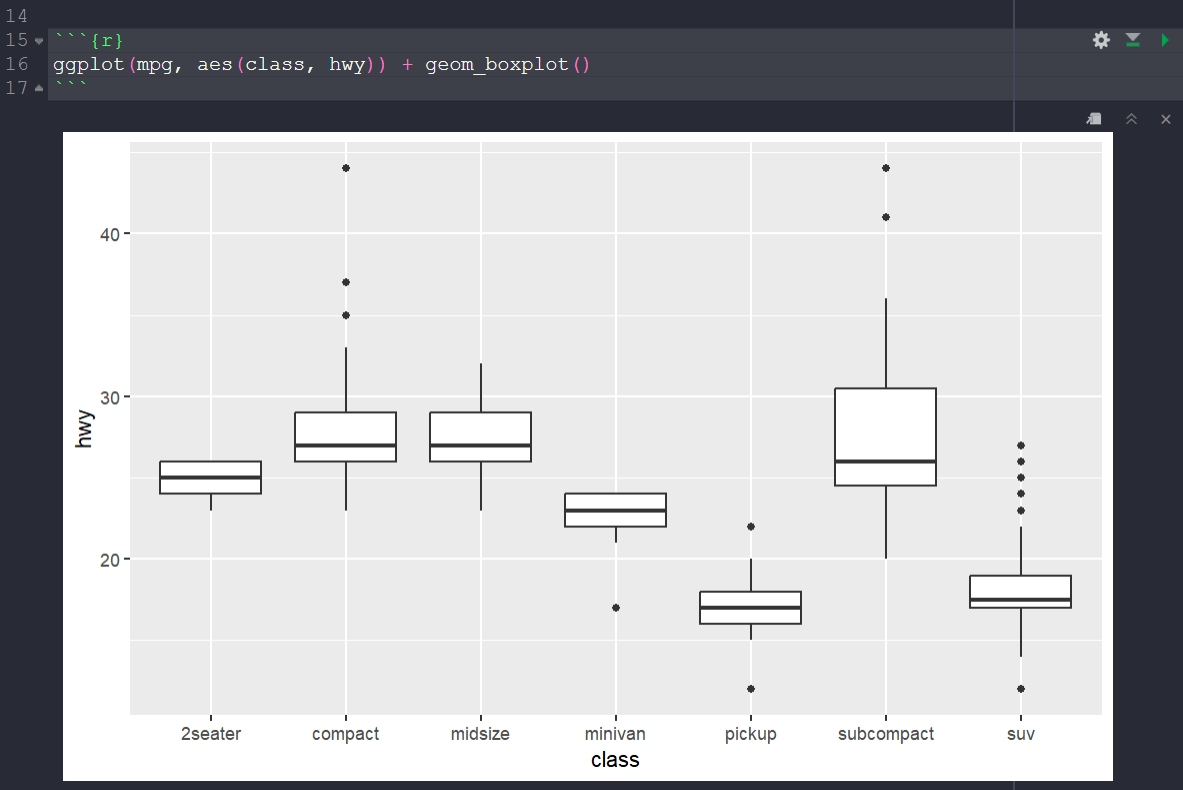 14
15 ```{r}
16 ggplot(mpg, aes(class, hwy)) + geom_boxplot()
17 ```
40
30
20
hwy
2seater compact midsize minivan pickup subcompact suv
class